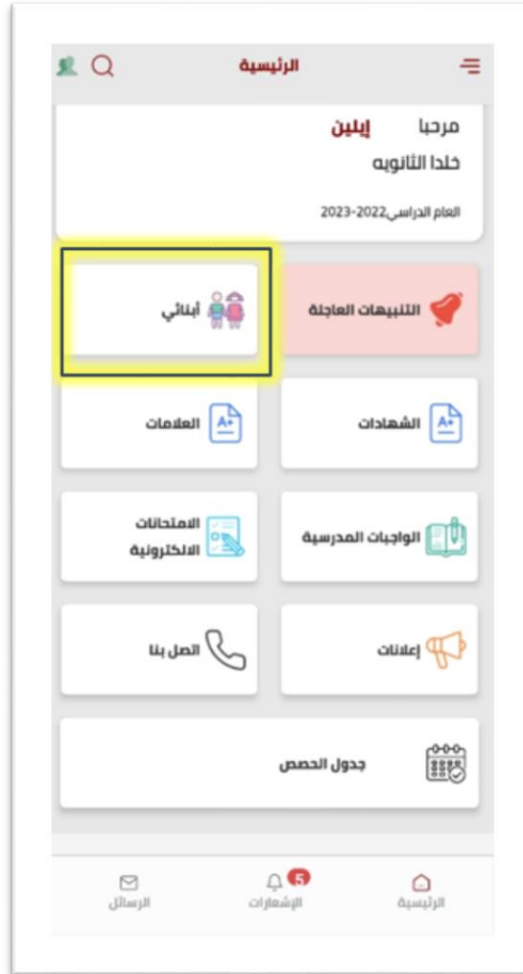 الرئيسية
مرحبا إيلين
خلدا الثانويه
العام الدراسي2022-2023
التنبيهات العاجلة
أبنائي
الشهادات
A+
العلامات
A+
الواجبات المدرسية
الامتحانات
الالكترونية
إعلانات
اتصل بنا
جدول الحصص
الرئيسية
5
الإشعارات
الرسائل